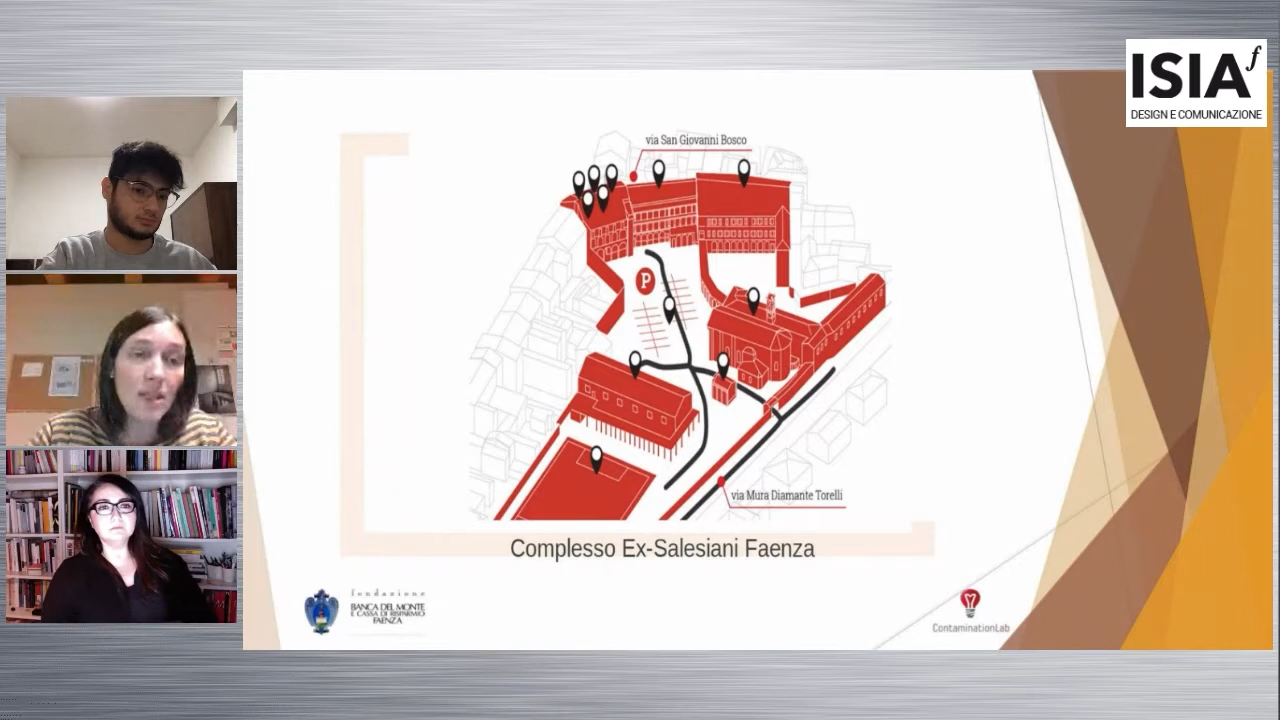 ISIA f
DESIGN E COMUNICAZIONE
via San Giovanni Bosco
P
via Mura Diamante Torelli
Complesso Ex-Salesiani Faenza
fondazione
BANCA DEL MONTE
E CASSA DI RISPARMIO
FAENZA
ContaminationLab